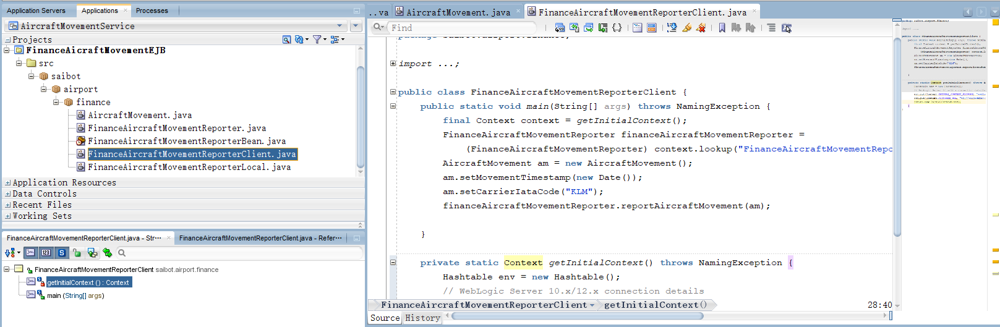 Application Servers
Applications
Processes
AircraftMovementService
Projects
FinanceAicraftMovementEJB
src
saibot
airport
finance
AircraftMovement.java
FinanceAircraftMovementReporter.java
FinanceAircraftMovementReporterBean.java
FinanceAircraftMovementReporterClient.java
FinanceAircraftMovementReporterLocal.java
Application Resources
Data Controls
Recent Files
Working Sets
FinanceAircraftMovementReporterClient.java - Str...
FinanceAircraftMovementReporterClient.java - Refer...
FinanceAircraftMovementReporterClient saibot.airport.finance
getInitialContext () : Context
main (String[] args)
..va
AircraftMovement.java
FinanceAircraftMovementReporterClient.java
Find
package saibot.airport.finance;
import ...;
public class FinanceAircraftMovementReporterClient {
public static void main(String[] args) throws NamingException {
final Context context = getInitialContext();
FinanceAircraftMovementReporter financeAircraftMovementReporter =
(FinanceAircraftMovementReporter) context.lookup("FinanceAircraftMovementRepo
AircraftMovement am = new AircraftMovement();
am.setMovementTimestamp(new Date());
am.setCarrierIataCode("KLM");
financeAircraftMovementReporter.reportAircraftMovement(am);
}
private static Context getInitialContext() throws NamingException {
Hashtable env = new Hashtable();
// WebLogic Server 10.x/12.x connection details
FinanceAircraftMovementReporterClient
getInitialContext()
28:40
Source
History